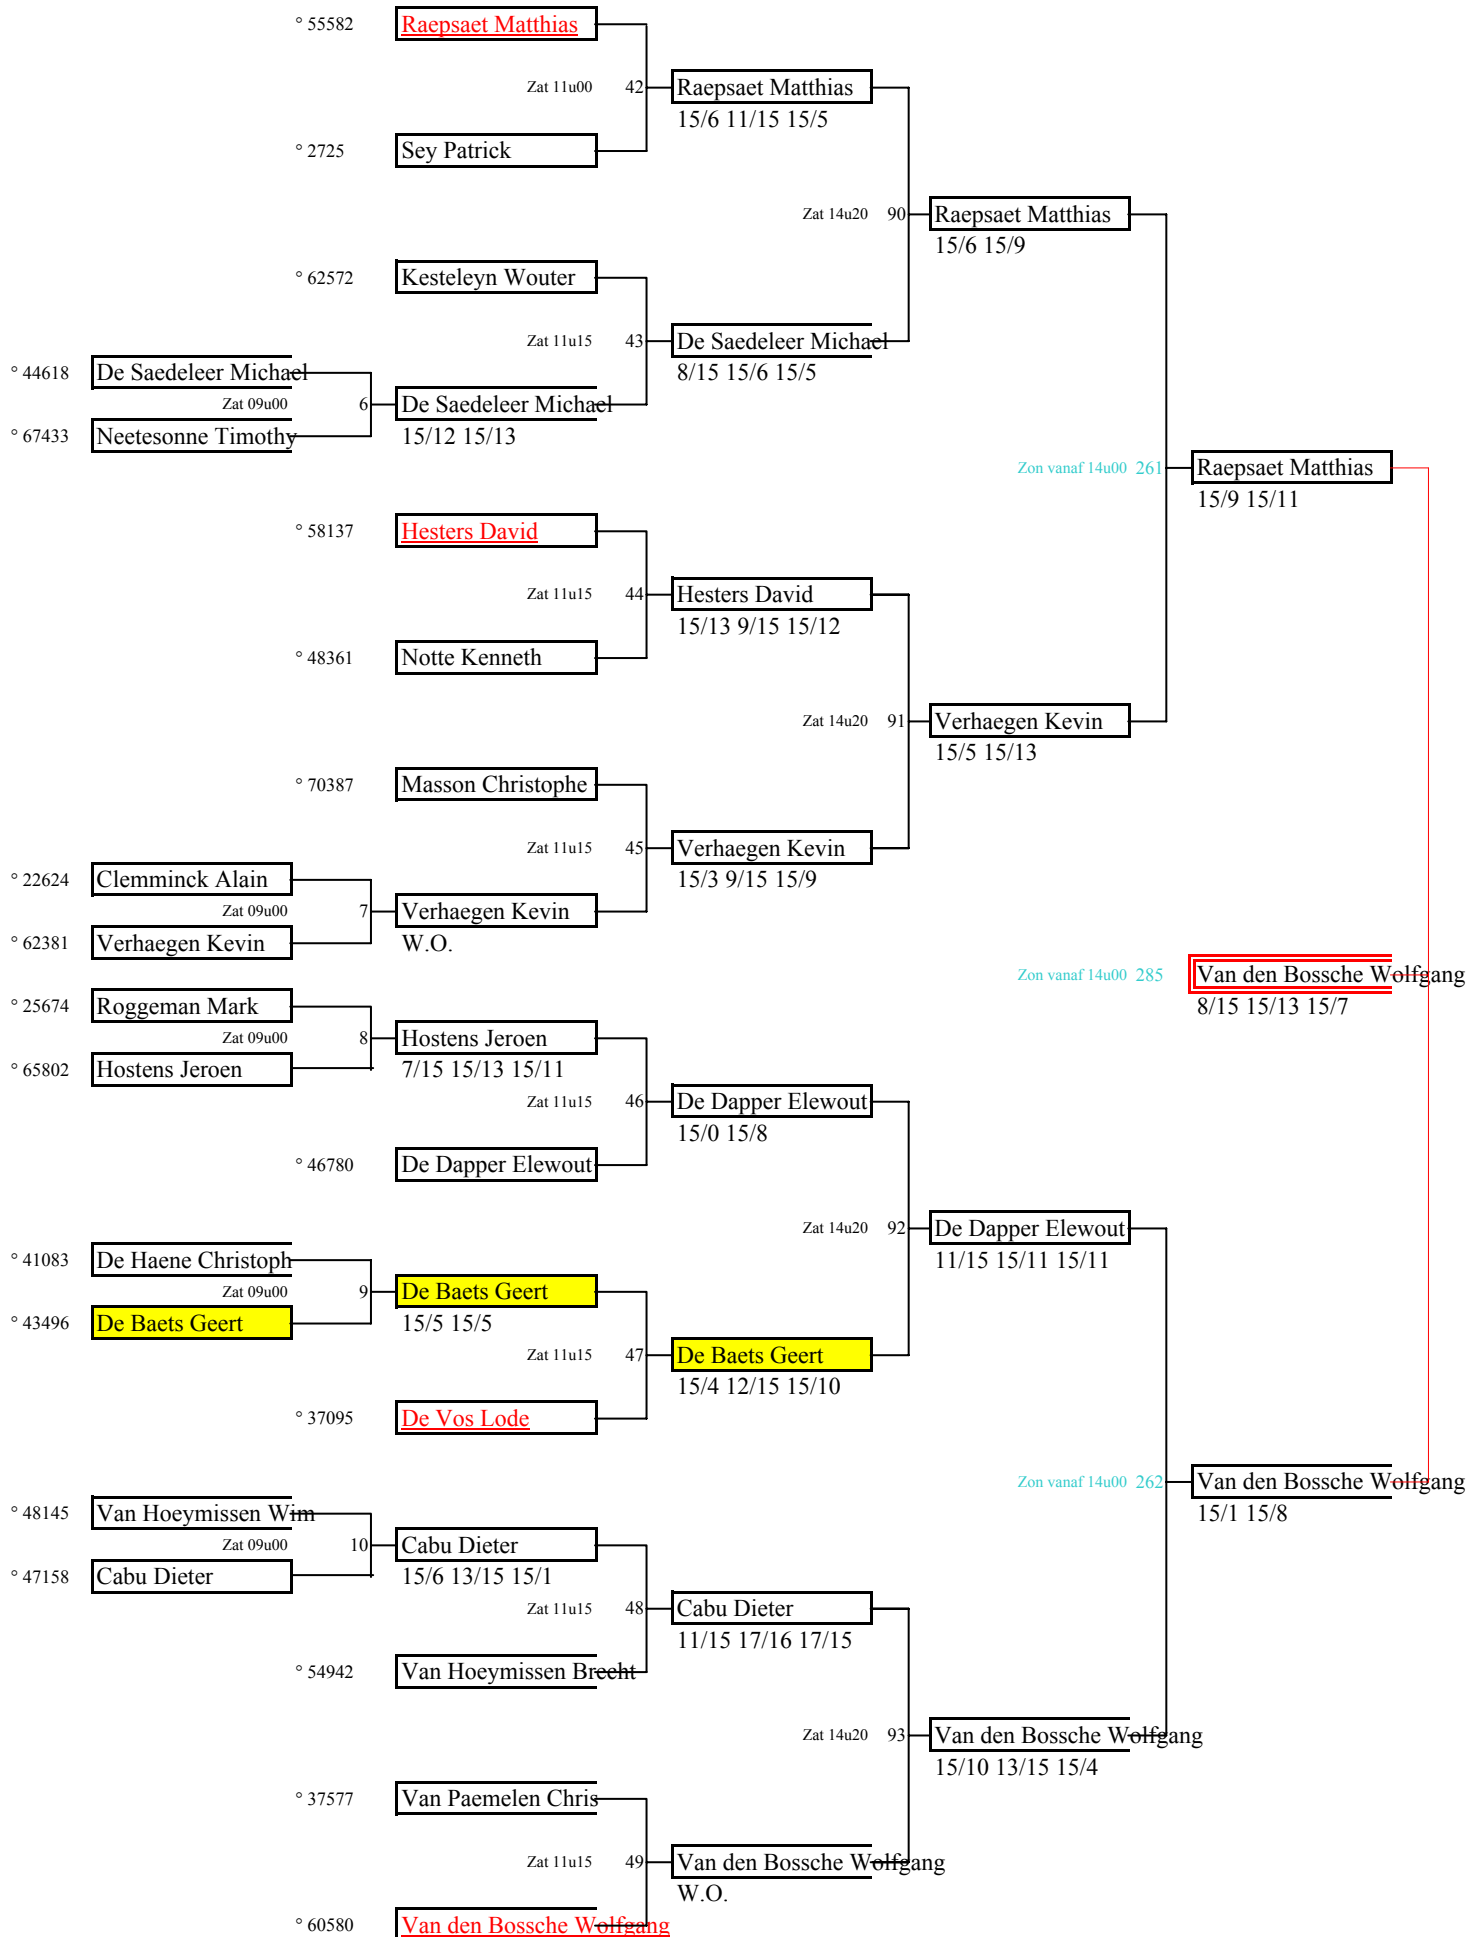 ° 55582 Raepsaet Matthias
Zat 11u00 42 Raepsaet Matthias
15/6 11/15 15/5
° 2725 Sey Patrick
Zat 14u20 90 Raepsaet Matthias
15/6 15/9
° 62572 Kesteleyn Wouter
Zat 11u15 43 De Saedeleer Michael
8/15 15/6 15/5
° 44618 De Saedeleer Michael
Zat 09u00 6 De Saedeleer Michael
° 67433 Neetesonne Timothy
15/12 15/13
Zon vanaf 14u00 261 Raepsaet Matthias
15/9 15/11
° 58137 Hesters David
Zat 11u15 44 Hesters David
15/13 9/15 15/12
° 48361 Notte Kenneth
Zat 14u20 91 Verhaegen Kevin
15/5 15/13
° 70387 Masson Christophe
Zat 11u15 45 Verhaegen Kevin
15/3 9/15 15/9
° 22624 Clemminck Alain
Zat 09u00 7 Verhaegen Kevin
° 62381 Verhaegen Kevin
W.O.
Zon vanaf 14u00 285 Van den Bossche Wolfgang
8/15 15/13 15/7
° 25674 Roggeman Mark
Zat 09u00 8 Hostens Jeroen
° 65802 Hostens Jeroen
7/15 15/13 15/11
Zat 11u15 46 De Dapper Elewout
15/0 15/8
° 46780 De Dapper Elewout
Zat 14u20 92 De Dapper Elewout
11/15 15/11 15/11
° 41083 De Haene Christoph
Zat 09u00 9 De Baets Geert
° 43496 De Baets Geert
15/5 15/5
Zat 11u15 47 De Baets Geert
15/4 12/15 15/10
° 37095 De Vos Lode
Zon vanaf 14u00 262 Van den Bossche Wolfgang
15/1 15/8
° 48145 Van Hoeymissen Wim
Zat 09u00 10 Cabu Dieter
° 47158 Cabu Dieter
15/6 13/15 15/1
Zat 11u15 48 Cabu Dieter
11/15 17/16 17/15
° 54942 Van Hoeymissen Brecht
Zat 14u20 93 Van den Bossche Wolfgang
15/10 13/15 15/4
° 37577 Van Paemelen Chris
Zat 11u15 49 Van den Bossche Wolfgang
W.O.
° 60580 Van den Bossche Wolfgang